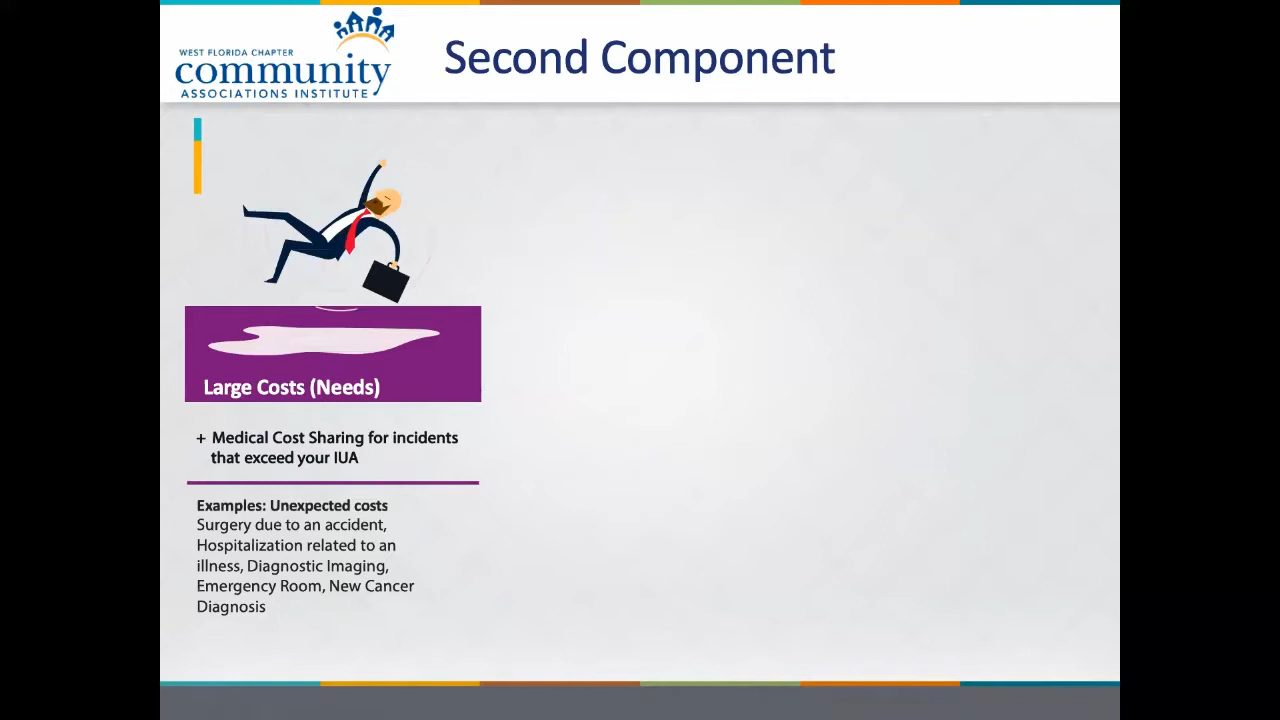 WEST FLORIDA CHAPTER
community
ASSOCIATIONS INSTITUTE
Second Component
Large Costs (Needs)
+ Medical Cost Sharing for incidents
that exceed your IUA
Examples: Unexpected costs
Surgery due to an accident,
Hospitalization related to an
illness, Diagnostic Imaging,
Emergency Room, New Cancer
Diagnosis